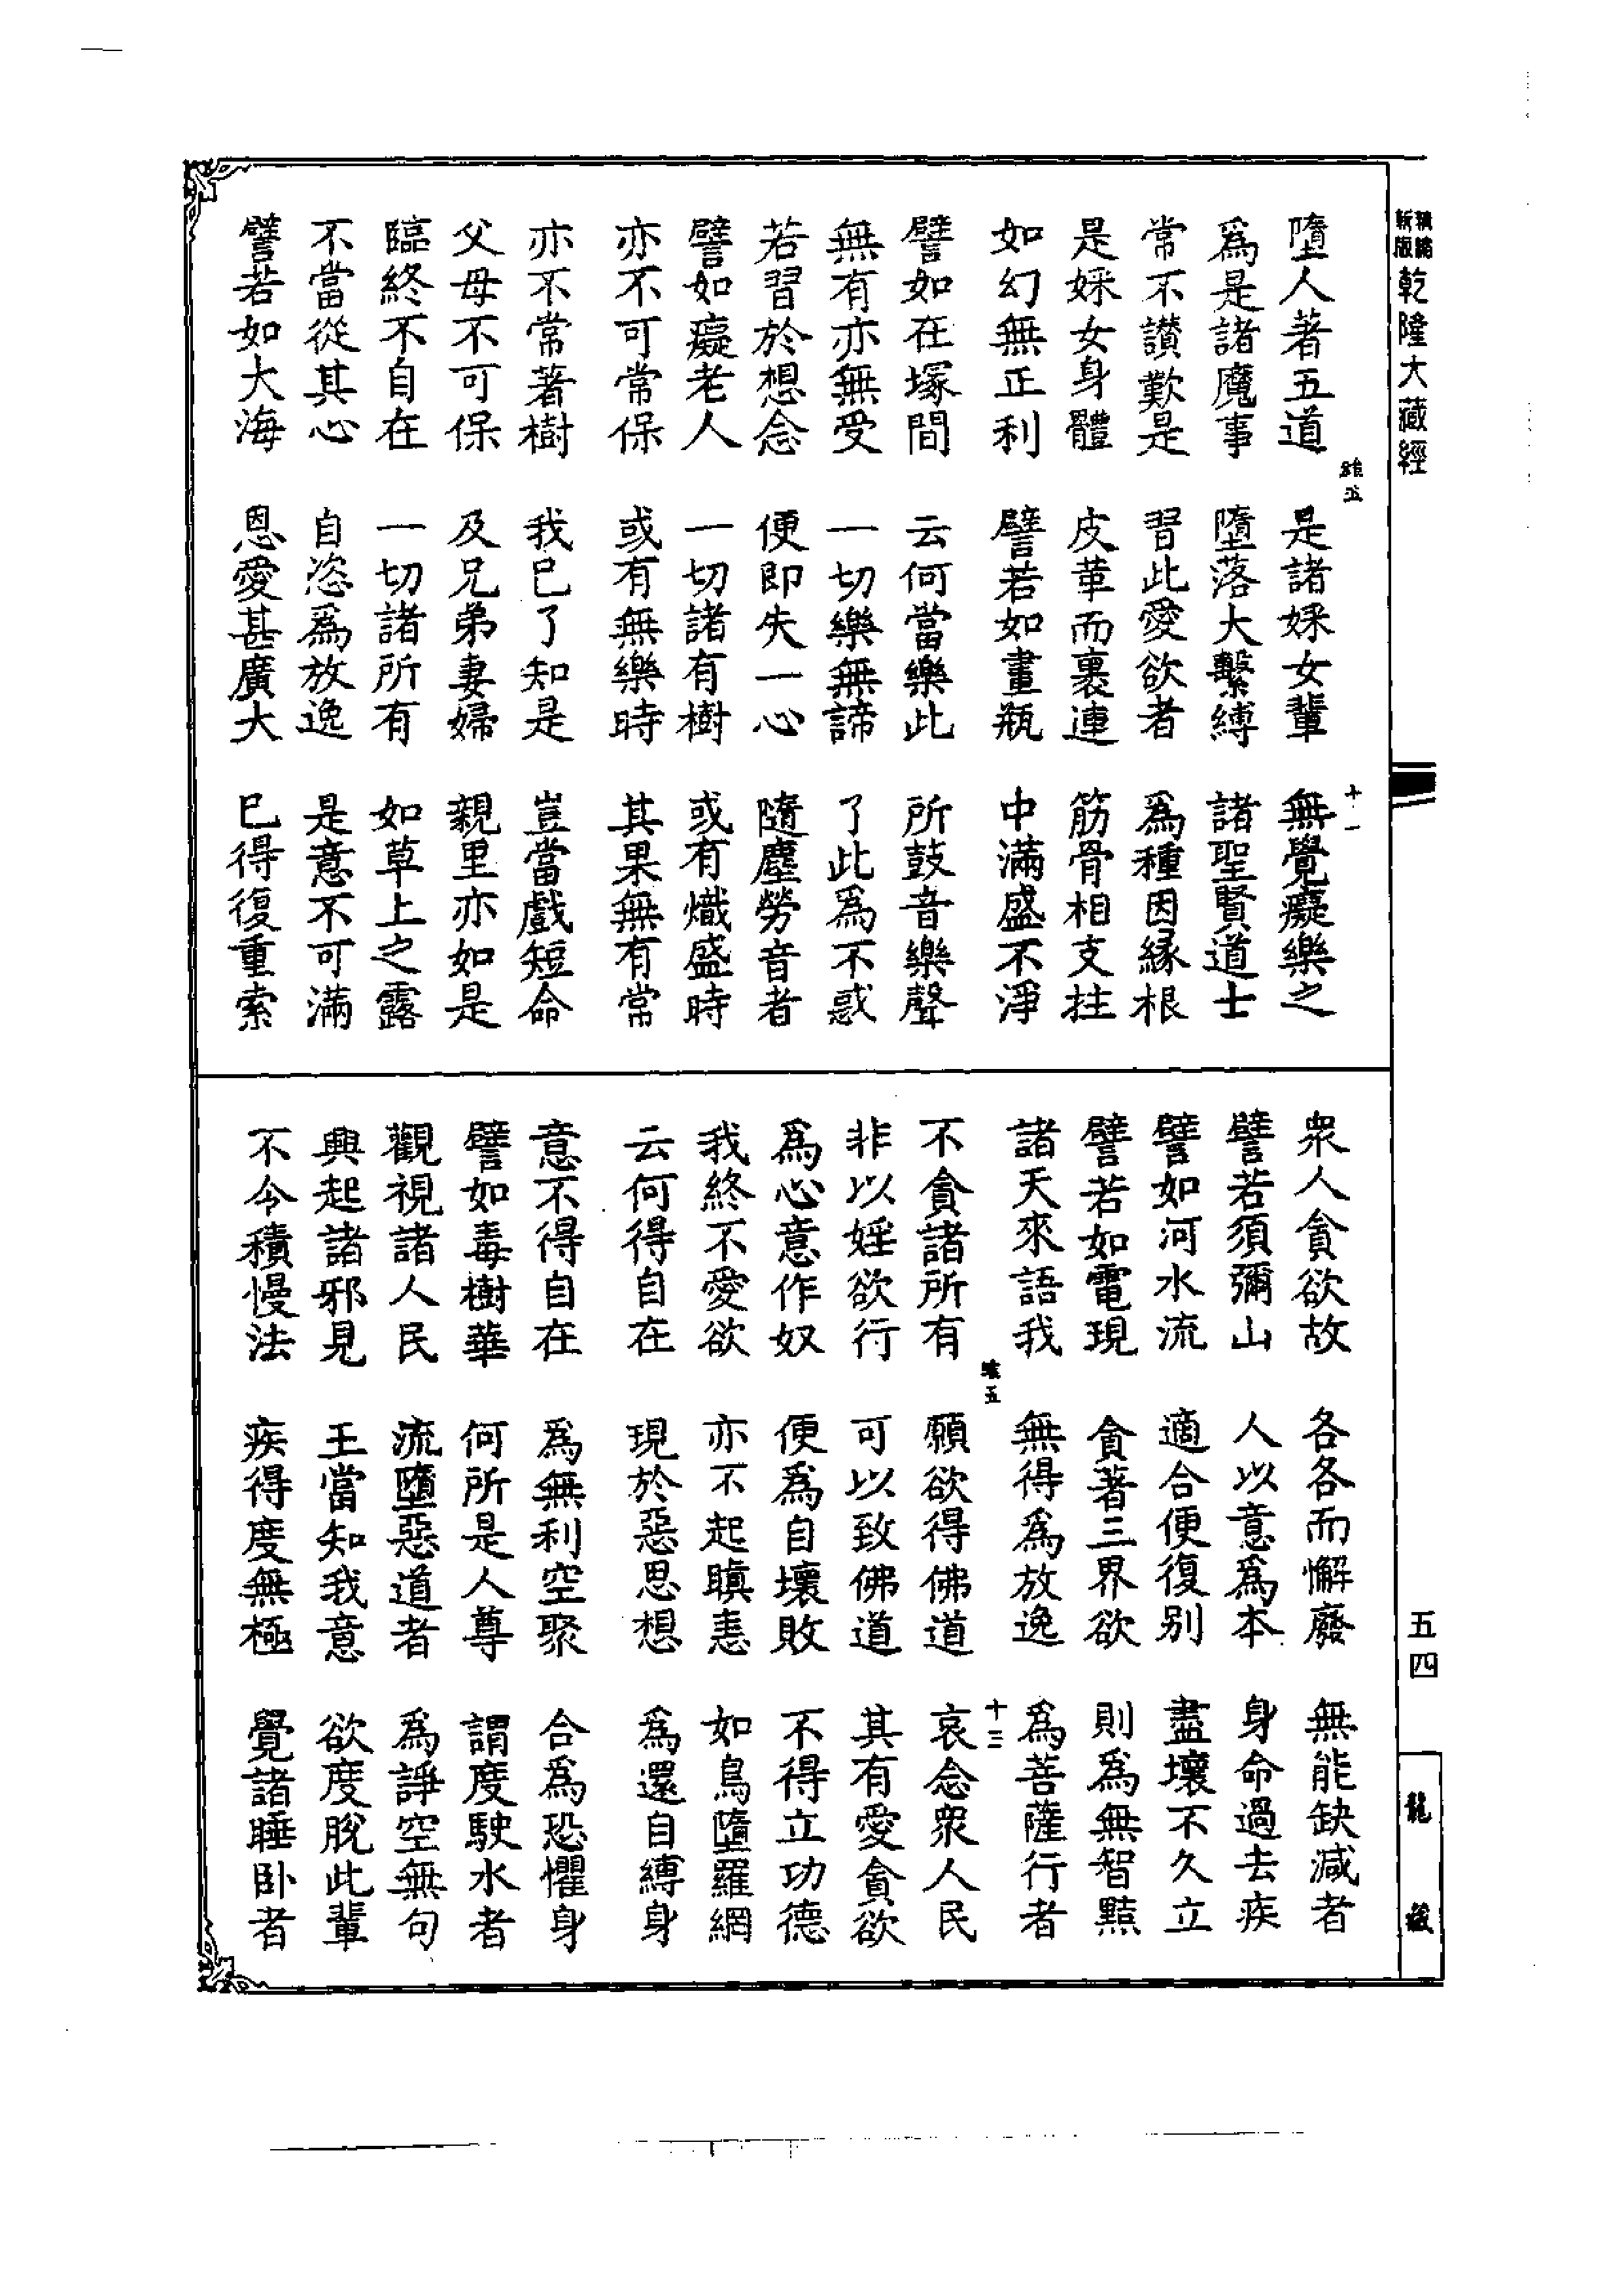 乾隆大藏經
墮人著五道 是諸婇女輩 無覺癡樂之
爲是諸魔事 墮落大繫縛 諸聖賢道士
常不讃歎是 習此愛欲者 爲種因緣根
是婇女身體 皮革而裹連 筋骨相支拄
如幻無正利 譬若如畫瓶 中滿盛不淨
譬如在塚間 云何當樂此 所鼓音樂聲
無有亦無受 一切樂無諦 了此爲不惑
若習於想念 便即失一心 隨塵勞音者
譬如癡老人 一切諸有樹 或有熾盛時
亦不可常保 或有無樂時 其果無有常
亦不常著樹 我已了知是 豈當戲短命
父母不可保 及兄弟妻婦 親里亦如是
臨終不自在 一切諸所有 如草上之露
不當從其心 自恣爲放逸 是意不可滿
譬若如大海 恩愛甚廣大 已得復重索
十一
衆人貪欲故 各各而懈廢 無能缺減者
譬若須彌山 人以意爲本 身命過去疾
譬如河水流 適合便復别 盡壞不久立
譬若如電現 貪著三界欲 則爲無智黠
諸天來語我 無得爲放逸 爲菩薩行者
不貪諸所有 願欲得佛道 哀念衆人民
非以婬欲行 可以致佛道 其有愛貪欲
爲心意作奴 便爲自壞敗 不得立功德
我終不愛欲 亦不起瞋恚 如鳥墮羅網
云何得自在 現於惡思想 爲還自縛身
意不得自在 爲無利空聚 合爲恐懼身
譬如毒樹華 何所是人尊 謂度駛水者
觀視諸人民 流墮惡道者 爲諍空無句
興起諸邪見 王當知我意 欲度脫此輩
不令積慢法 疾得度無極 覺諸睡卧者
十三
五四
龍藏